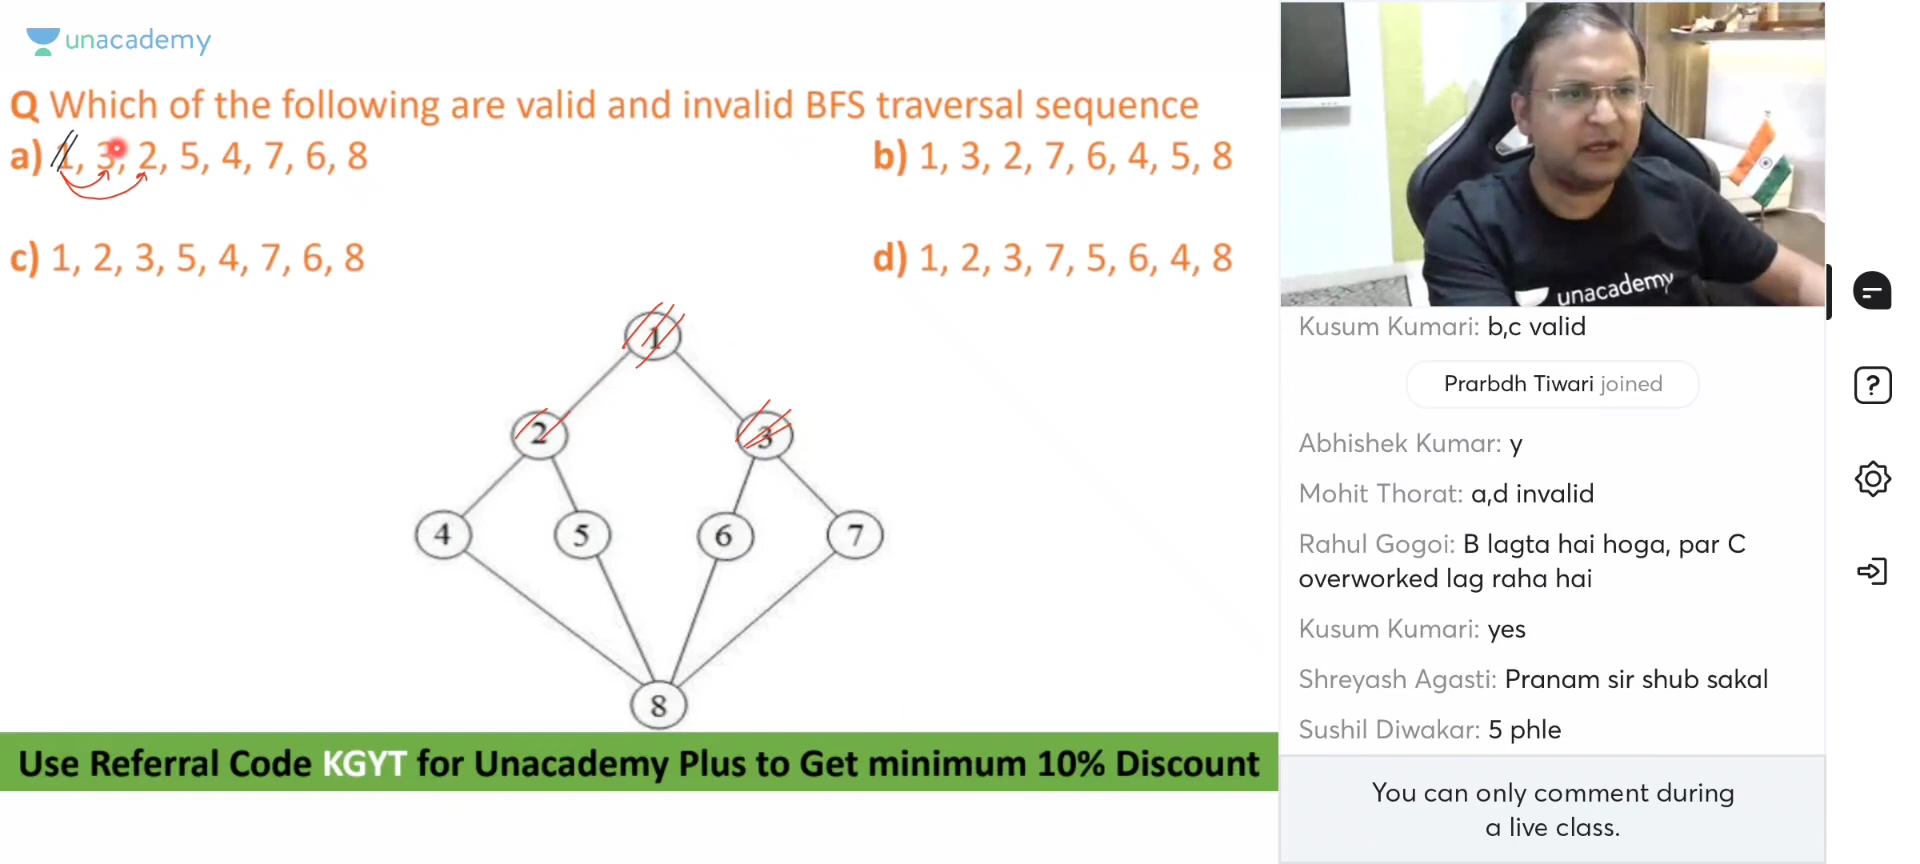 unacademy
Q Which of the following are valid and invalid BFS traversal sequence
a) 1, 3, 2, 5, 4, 7, 6, 8
b) 1, 3, 2, 7, 6, 4, 5, 8
c) 1, 2, 3, 5, 4, 7, 6, 8
d) 1, 2, 3, 7, 5, 6, 4, 8
1
2 3
4 5 6 7
8
Use Referral Code KGYT for Unacademy Plus to Get minimum 10% Discount
unacademy
Kusum Kumari: b,c valid
Prarbdh Tiwari joined
Abhishek Kumar: y
Mohit Thorat: a,d invalid
Rahul Gogoi: B lagta hai hoga, par C
overworked lag raha hai
Kusum Kumari: yes
Shreyash Agasti: Pranam sir shub sakal
Sushil Diwakar: 5 phle
You can only comment during
a live class.
?